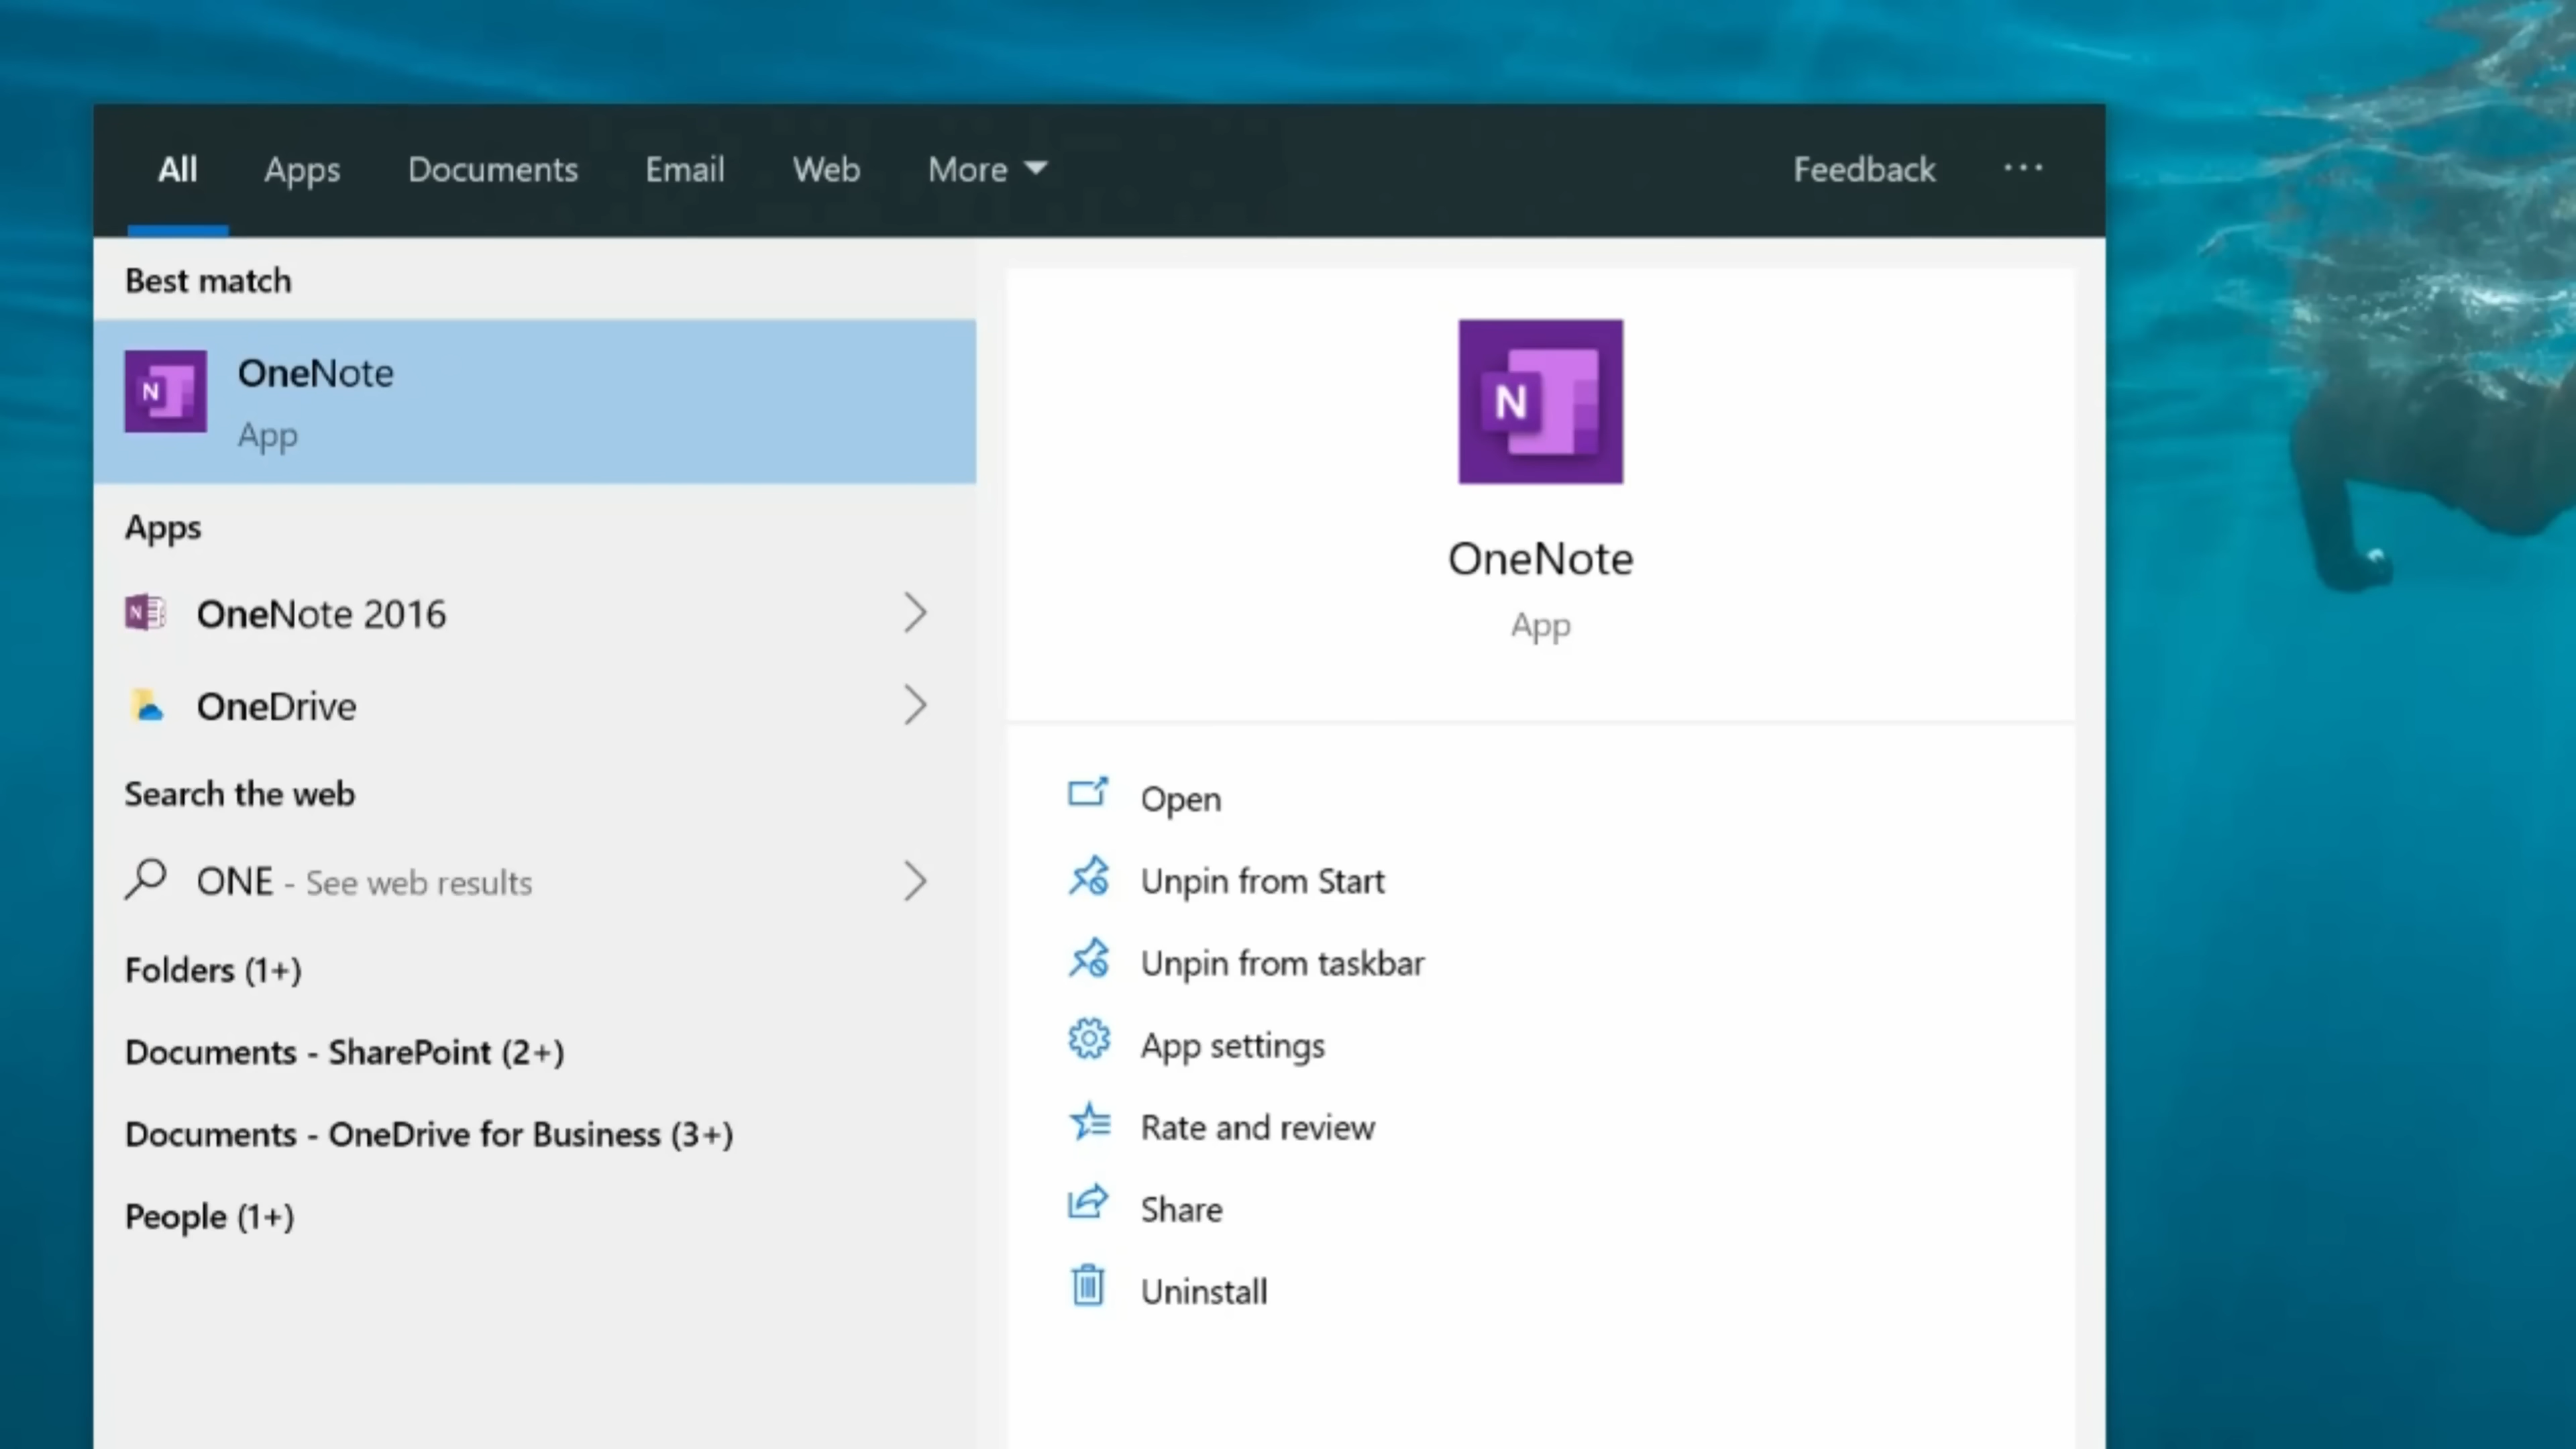 All Apps Documents Email Web More Feedback ...
Best match
OneNote
App
Apps
OneNote 2016
OneDrive
Search the web
ONE - See web results
Folders (1+)
Documents - SharePoint (2+)
Documents - OneDrive for Business (3+)
People (1+)
N
OneNote
App
Open
Unpin from Start
Unpin from taskbar
App settings
Rate and review
Share
Uninstall